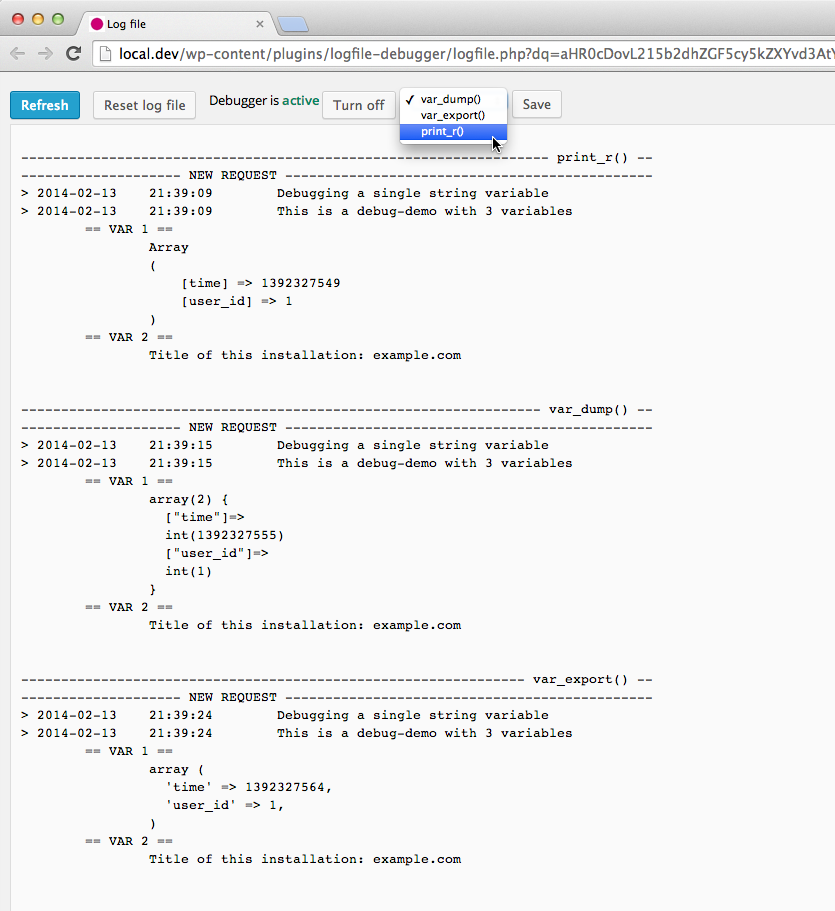 Log file
local.dev/wp-content/plugins/logfile-debugger/logfile.php?dq=aHR0cDovL215b2dhZGF5cy5kZXYvd3At
Refresh Reset log file Debugger is active Turn off ✓ var_dump() Save
var_export()
print_r()
------------------------------------------------------------------ print_r() --
-------------------- NEW REQUEST ----------------------------------------------
> 2014-02-13    21:39:09        Debugging a single string variable
> 2014-02-13    21:39:09        This is a debug-demo with 3 variables
        == VAR 1 ==
                Array
                (
                    [time] => 1392327549
                    [user_id] => 1
                )
        == VAR 2 ==
                Title of this installation: example.com
----------------------------------------------------------------- var_dump() --
-------------------- NEW REQUEST ----------------------------------------------
> 2014-02-13    21:39:15        Debugging a single string variable
> 2014-02-13    21:39:15        This is a debug-demo with 3 variables
        == VAR 1 ==
                array(2) {
                  ["time"]=>
                  int(1392327555)
                  ["user_id"]=>
                  int(1)
                }
        == VAR 2 ==
                Title of this installation: example.com
--------------------------------------------------------------- var_export() --
-------------------- NEW REQUEST ----------------------------------------------
> 2014-02-13    21:39:24        Debugging a single string variable
> 2014-02-13    21:39:24        This is a debug-demo with 3 variables
        == VAR 1 ==
                array (
                  'time' => 1392327564,
                  'user_id' => 1,
                )
        == VAR 2 ==
                Title of this installation: example.com